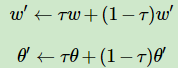 w′ ← τw + (1 − τ)w′
θ′ ← τθ + (1 − τ)θ′